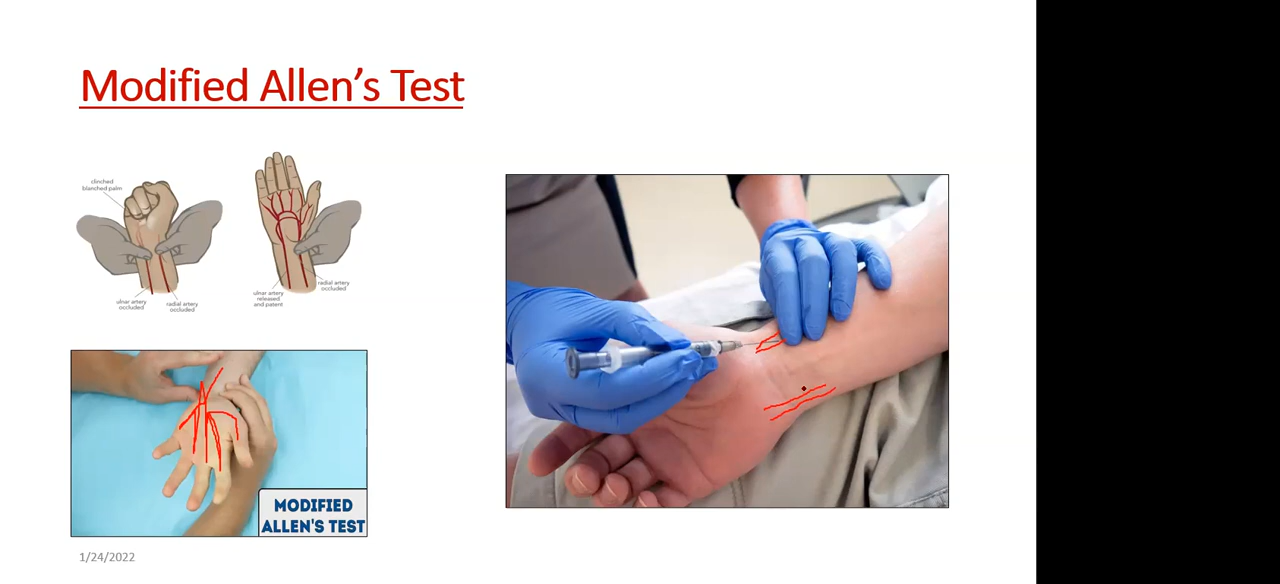 Modified Allen’s Test
clinched
blanched palm
ulnar artery
occluded
radial artery
occluded
ulnar artery
released
and patent
radial artery
occluded
MODIFIED
ALLEN'S TEST
1/24/2022